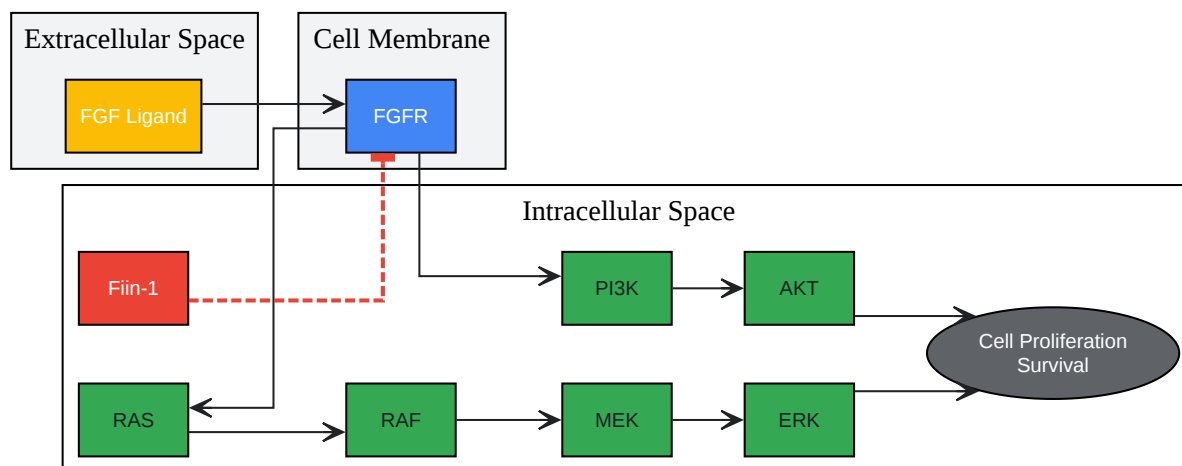 Extracellular Space
Cell Membrane
FGF Ligand
FGFR
Intracellular Space
Fiin-1
PI3K
AKT
Cell Proliferation
Survival
RAS
RAF
MEK
ERK